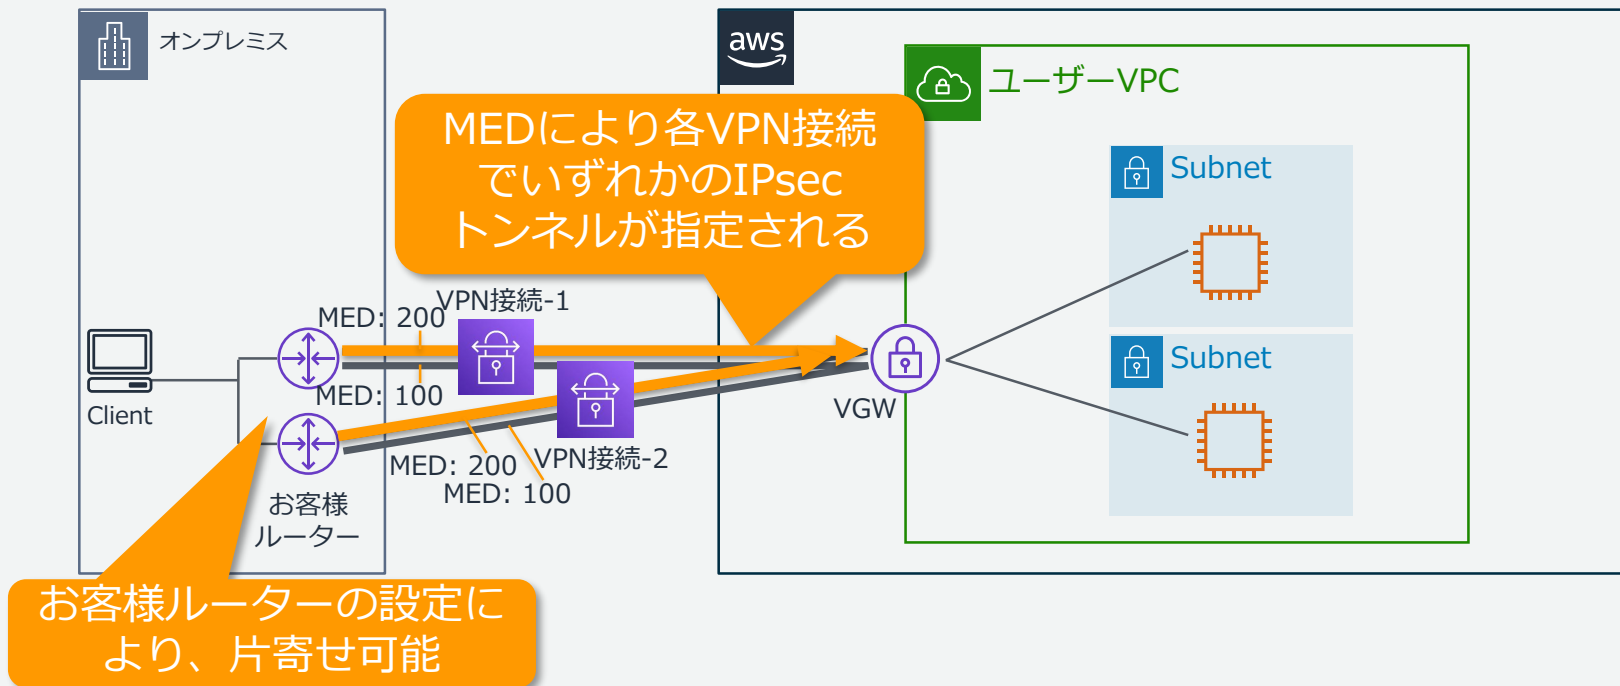 オンプレミス
aws
ユーザーVPC
MEDにより各VPN接続
でいずれかのIPsec
トンネルが指定される
Subnet
VPN接続-1
MED: 200
Client
MED: 100
VGW
Subnet
MED: 200
VPN接続-2
MED: 100
お客様
ルーター
お客様ルーターの設定に
より、片寄せ可能